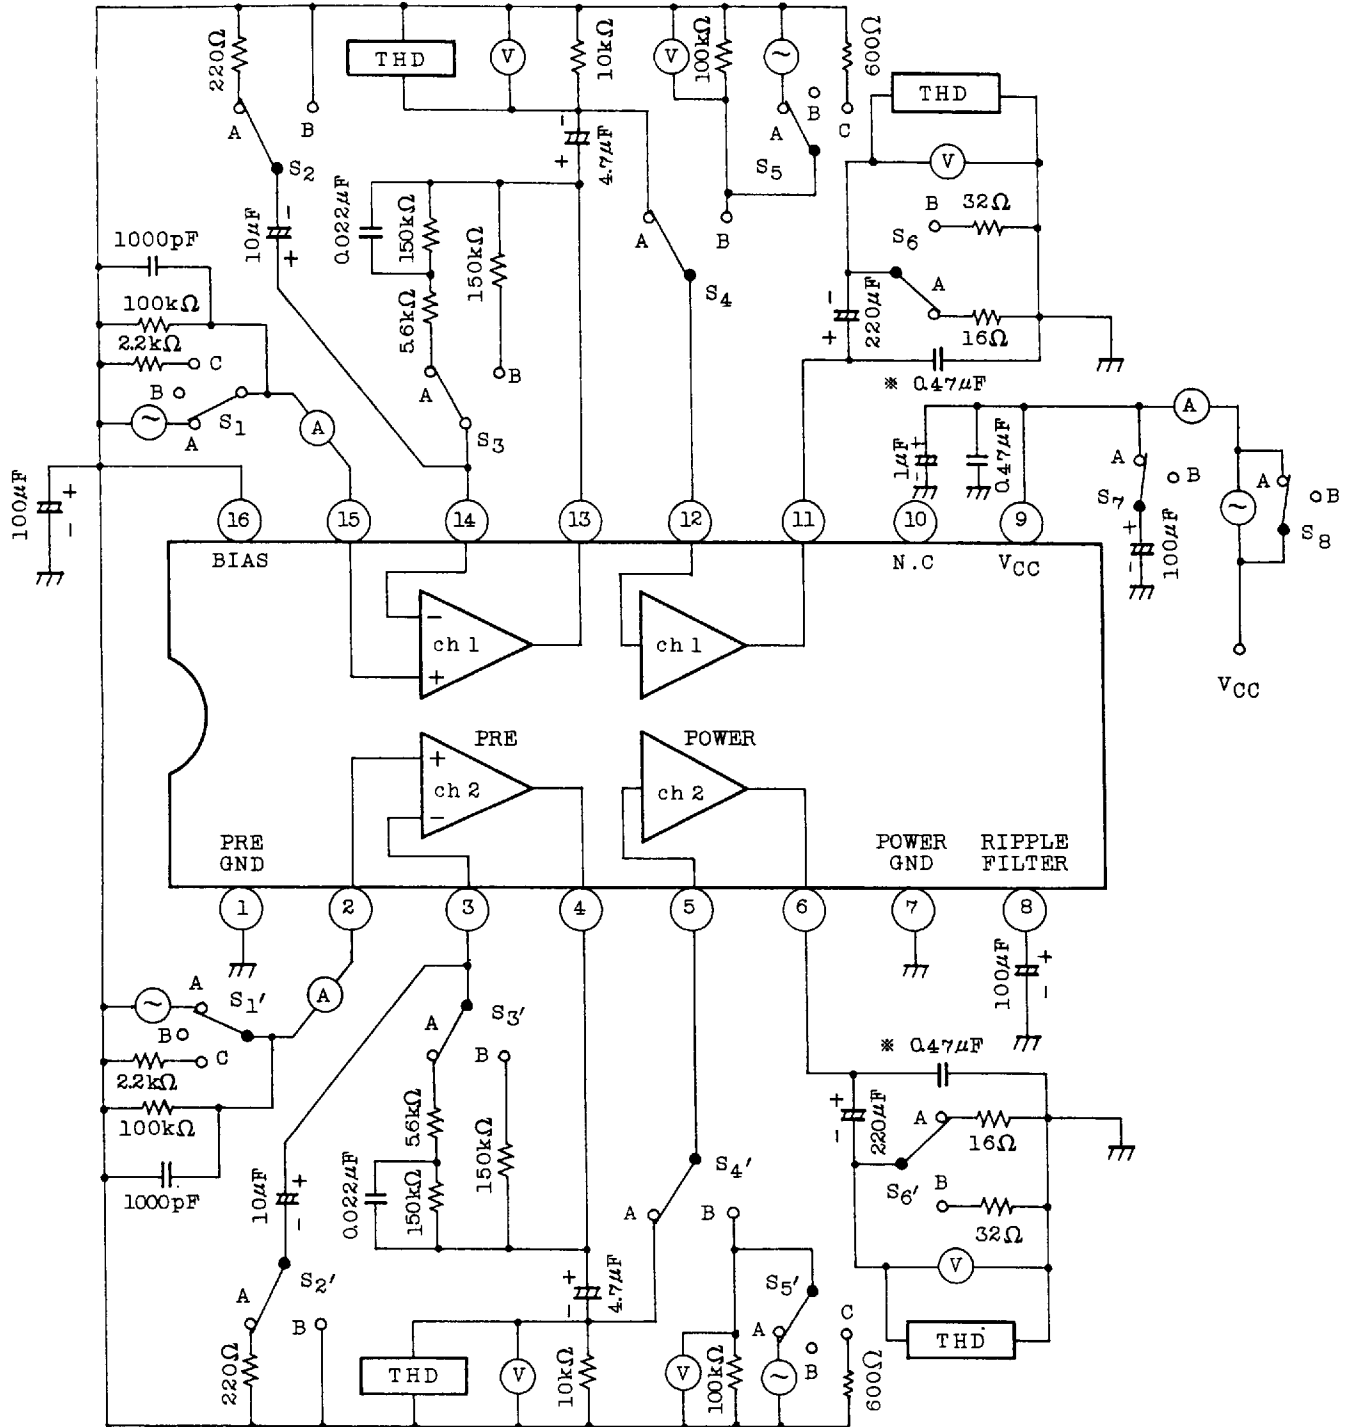 220Ω
THD
V
10kΩ
V
100kΩ
~
600Ω
THD
A
B
S2
−
+
4.7μF
S5
A
B
C
V
B
32Ω
S6
A
16Ω
−
220μF
+
※ 0.47μF
1000pF
10μF
−
+
0.022μF
150kΩ
150kΩ
5.6kΩ
A
B
S4
100kΩ
2.2kΩ
C
B
~
A
S1
A
A
B
S3
1μF
+
−
0.47μF
A
A
B
S7
+
−
100μF
~
A
B
S8
VCC
100μF
+
−
16
15
14
13
12
11
10
9
BIAS
N.C
VCC
−
ch 1
+
ch 1
PRE
POWER
+
ch 2
−
ch 2
PRE
GND
POWER
GND
RIPPLE
FILTER
1
2
3
4
5
6
7
8
100μF
+
−
A
S1'
A
~
B
C
2.2kΩ
100kΩ
1000pF
A
S3'
B
5.6kΩ
0.022μF
150kΩ
150kΩ
10μF
+
−
S2'
A
B
220Ω
+
−
4.7μF
THD
V
10kΩ
S4'
A
B
V
100kΩ
S5'
A
B
~
C
600Ω
※ 0.47μF
+
−
220μF
A
16Ω
S6'
B
32Ω
V
THD